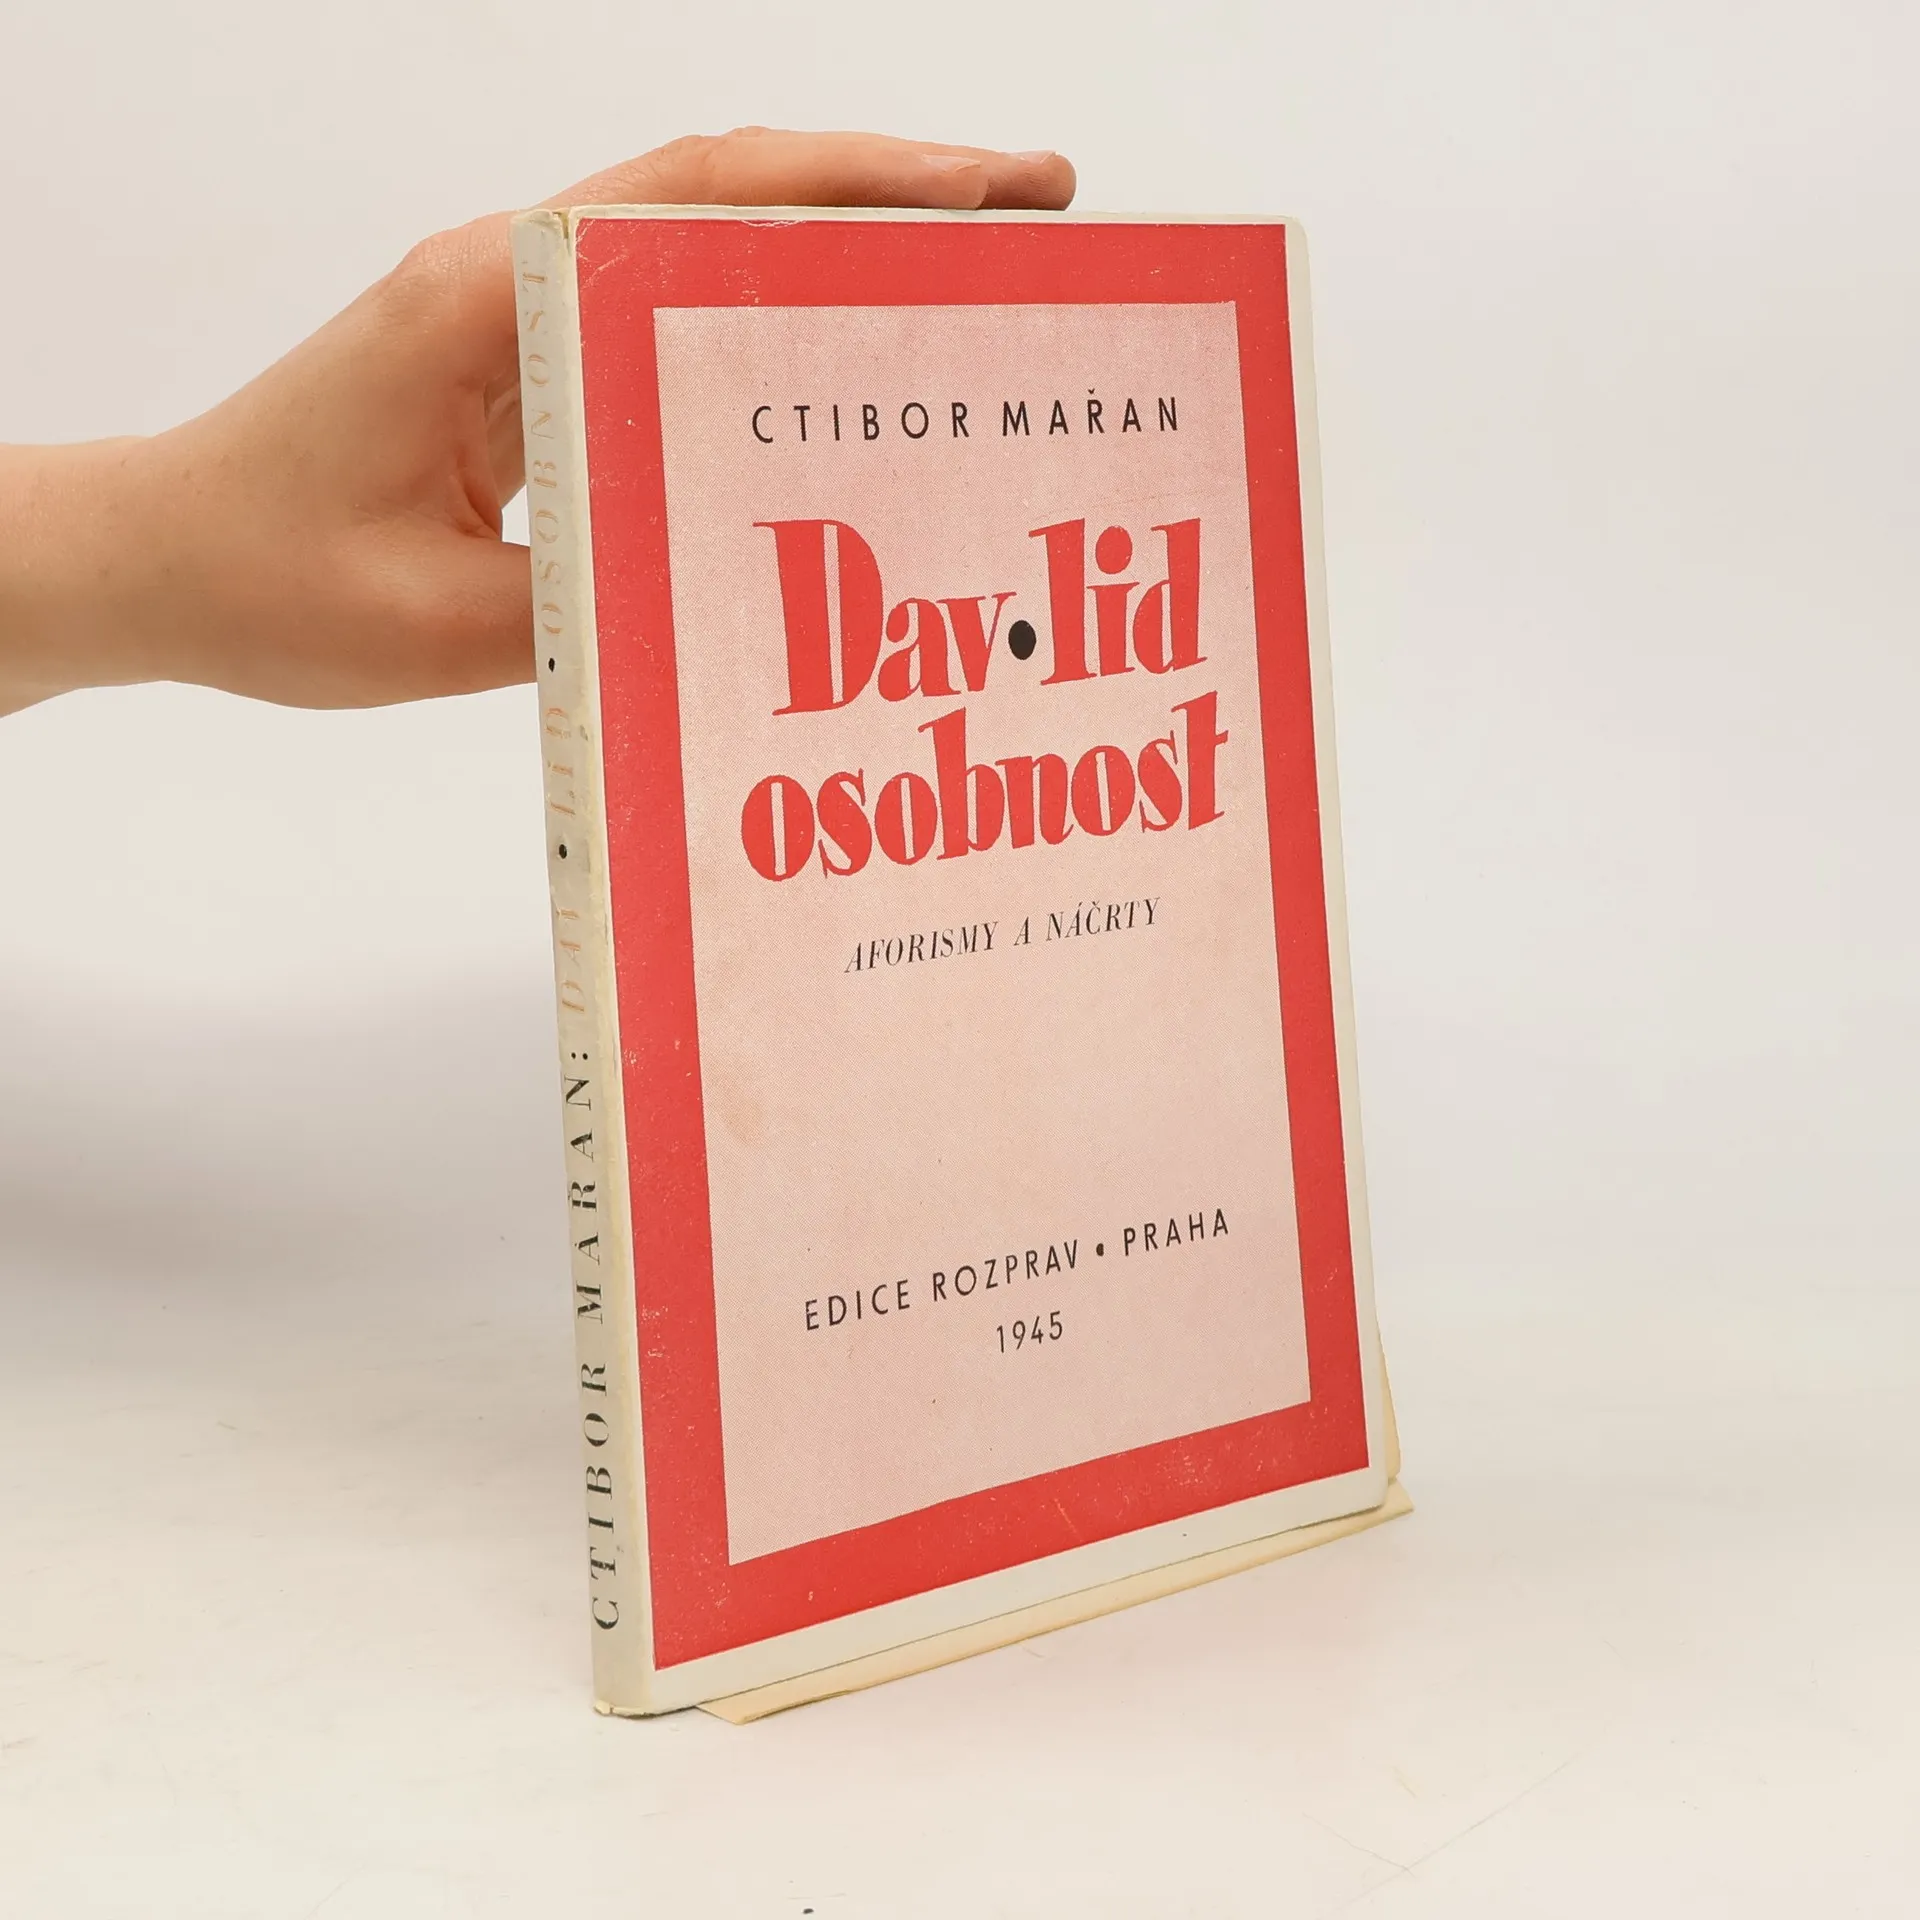 CTIBOR MAŘAN
Dav•lid
osobnost
AFORISMY A NÁČRTY
EDICE ROZPRAV • PRAHA
1945
CTIBOR MAŘAN: DAV • LID • OSOBNOST